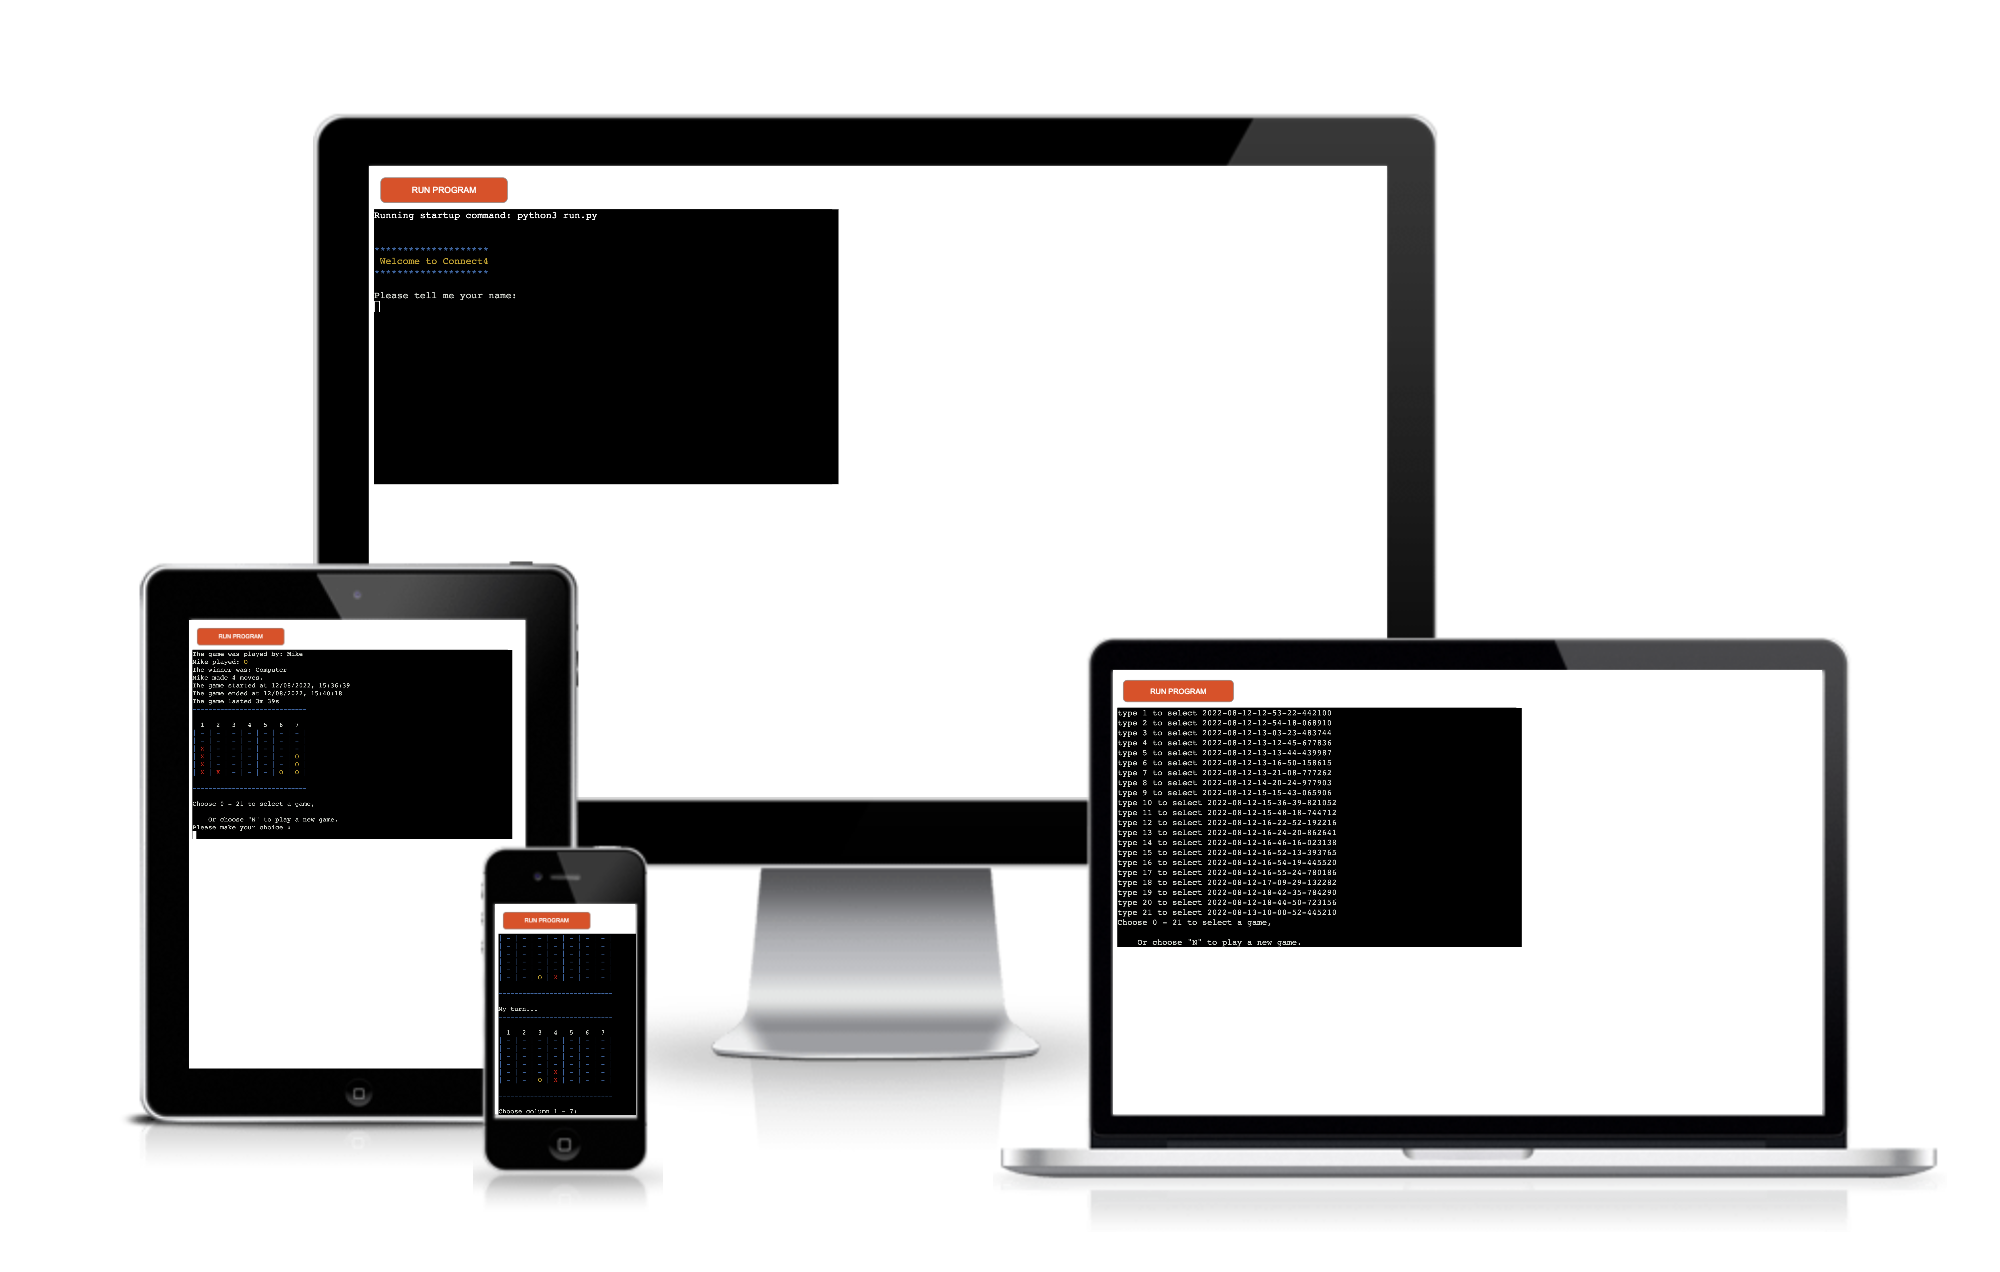 RUN PROGRAM
Running startup command: python3 run.py
********************
Welcome to Connect4
********************
Please tell me your name:
RUN PROGRAM
The game was played by: Mike
Mike played: O
The winner was: Computer
Mike made 4 moves.
The game started at 12/08/2022, 15:36:39
The game ended at 12/08/2022, 15:40:18
The game lasted 3m 39s
-----------------------------
1 2 3 4 5 6 7
| - | - | - | - | - | - -
| - | - | - | - | - | - -
| X | - | - | - | - | - -
| X | - | - | - | - | - O
| X | - | - | - | - | - O
| X | X | - | - | - | O O
-----------------------------
Choose 0 - 21 to select a game,
Or choose "N" to play a new game.
Please make your choice :
RUN PROGRAM
| - | - | - | - | - | - -
| - | - | - | - | - | - -
| - | - | - | - | - | - -
| - | - | - | - | - | - -
| - | - | - | - | - | - -
| - | - | O | X | - | - -
-----------------------------
My turn...
-----------------------------
1 2 3 4 5 6 7
| - | - | - | - | - | - -
| - | - | - | - | - | - -
| - | - | - | - | - | - -
| - | - | - | - | - | - -
| - | - | - | X | - | - -
| - | - | O | X | - | - -
-----------------------------
Choose column 1 - 7:
RUN PROGRAM
type 1 to select 2022-08-12-12-53-22-442100
type 2 to select 2022-08-12-12-54-18-068910
type 3 to select 2022-08-12-13-03-23-483744
type 4 to select 2022-08-12-13-12-45-677836
type 5 to select 2022-08-12-13-13-44-439987
type 6 to select 2022-08-12-13-16-50-158615
type 7 to select 2022-08-12-13-21-08-777262
type 8 to select 2022-08-12-14-20-24-977903
type 9 to select 2022-08-12-15-15-43-065906
type 10 to select 2022-08-12-15-36-39-821052
type 11 to select 2022-08-12-15-48-18-744712
type 12 to select 2022-08-12-16-22-52-192216
type 13 to select 2022-08-12-16-24-20-862641
type 14 to select 2022-08-12-16-46-16-023138
type 15 to select 2022-08-12-16-52-13-393765
type 16 to select 2022-08-12-16-54-19-445520
type 17 to select 2022-08-12-16-55-24-780186
type 18 to select 2022-08-12-17-09-29-132282
type 19 to select 2022-08-12-18-42-35-784290
type 20 to select 2022-08-12-18-44-50-723156
type 21 to select 2022-08-13-10-00-52-445210
Choose 0 - 21 to select a game,
Or choose "N" to play a new game.